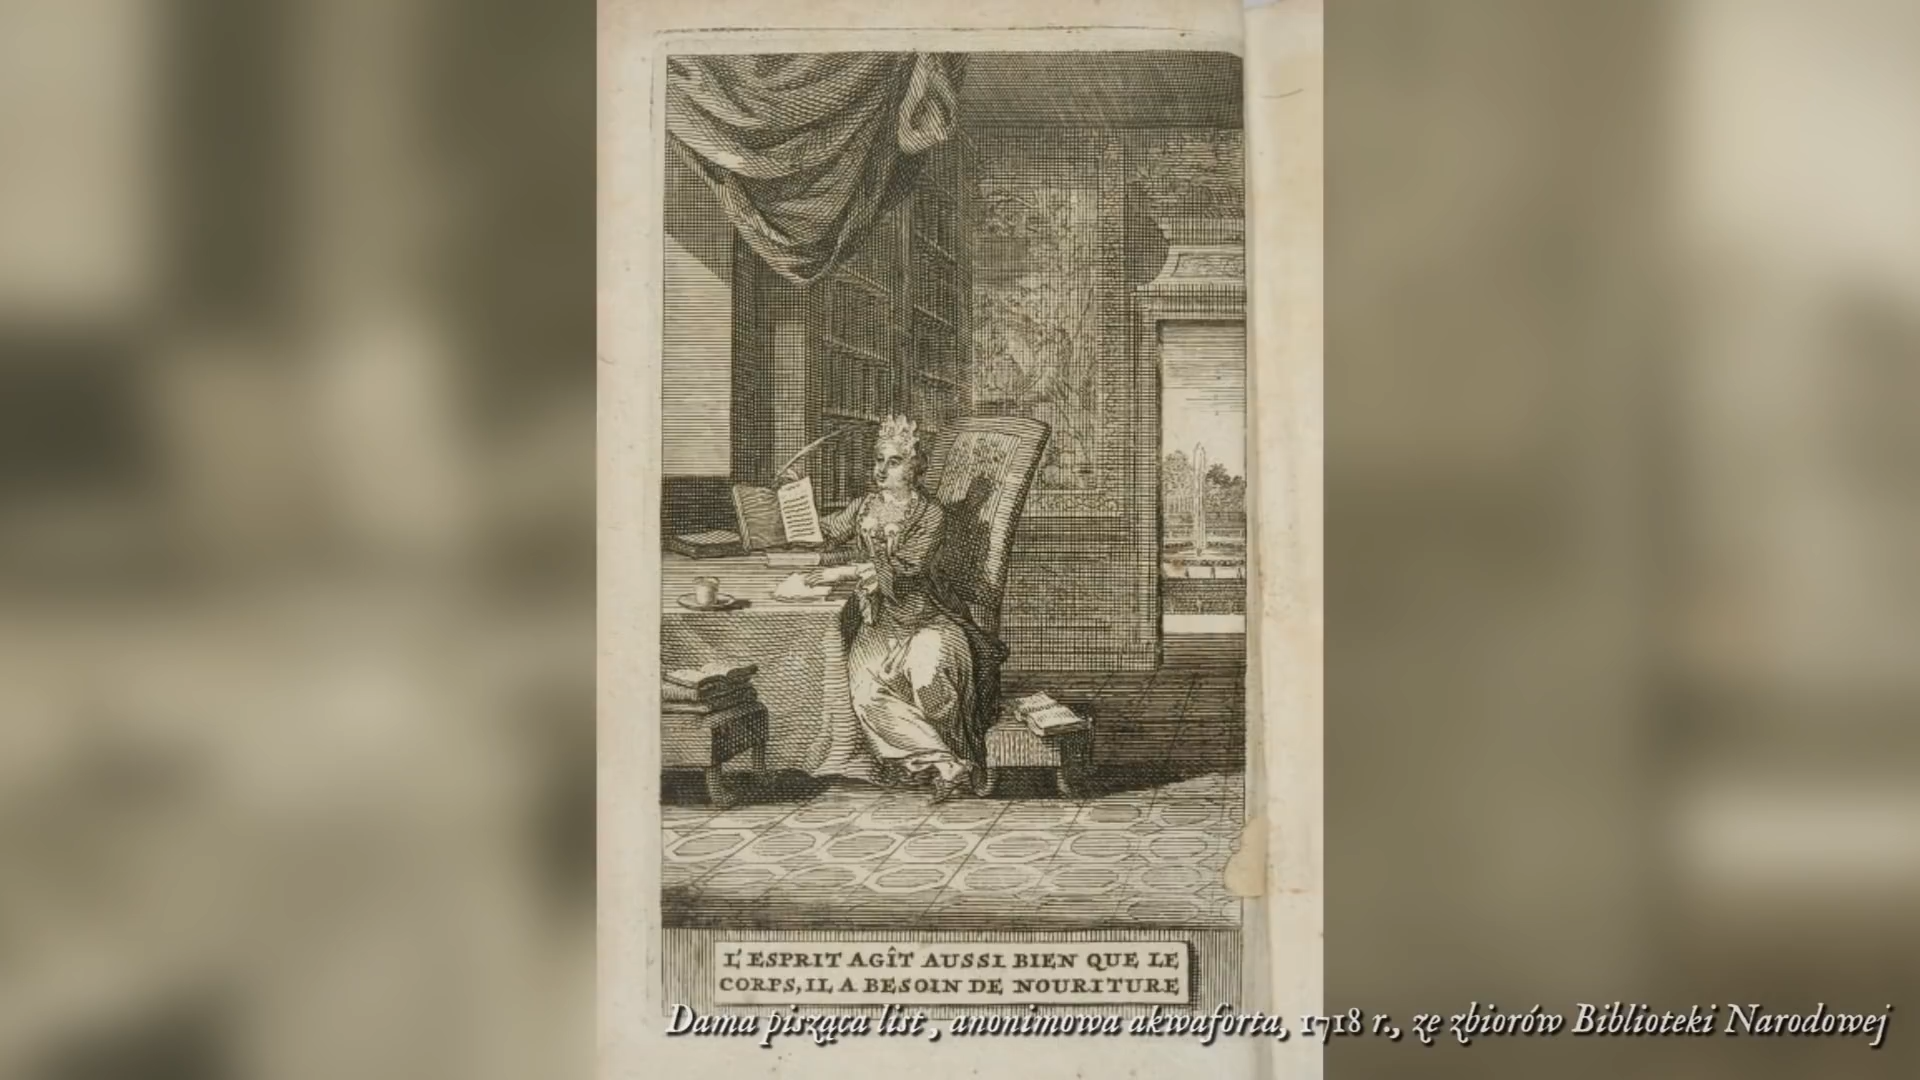 L'ESPRIT AGÎT AUSSI BIEN QUE LE
CORPS, IL A BESOIN DE NOURITURE
Dama pisząca list, anonimowa akwaforta, 1718 r., ze zbiorów Biblioteki Narodowej